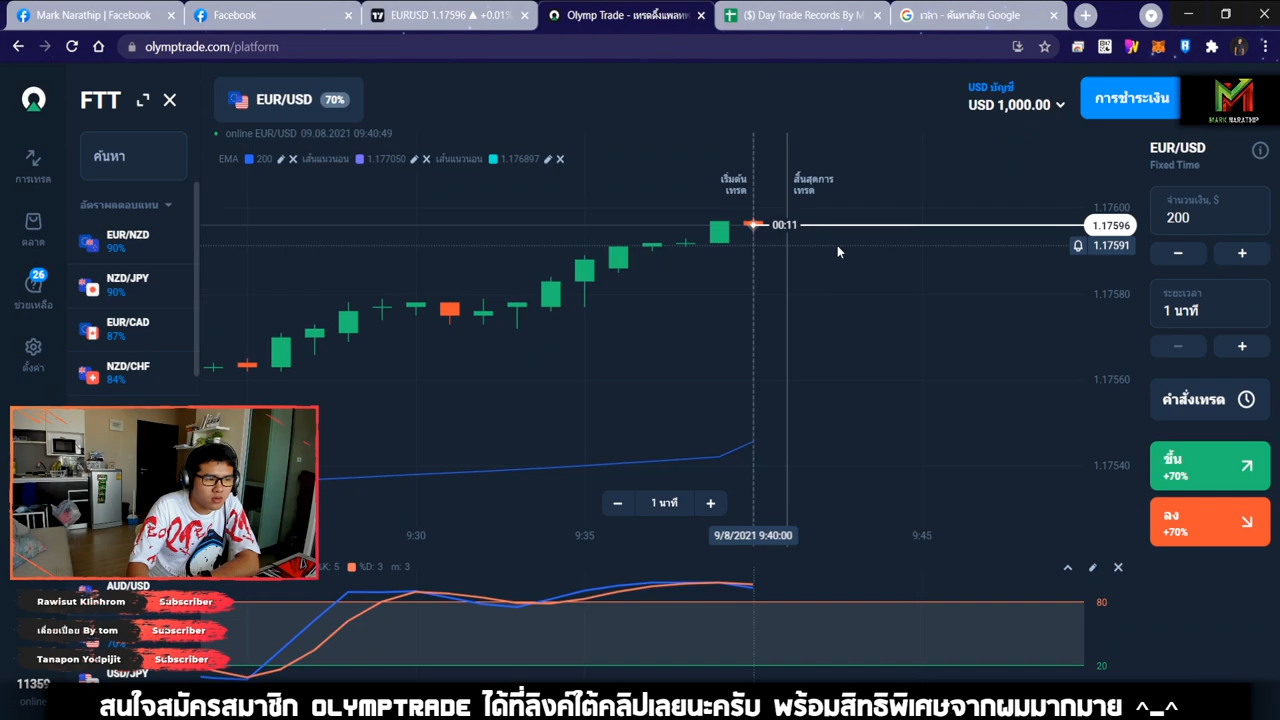 Mark Narathip | Facebook
Facebook
EURUSD 1.17596 ▲ +0.01%
Olymp Trade - เทรดดิ้งแพลทฟ
($) Day Trade Records By M
เวลา - ค้นหาด้วย Google
olymptrade.com/platform
FTT
EUR/USD 70%
USD บัญชี
USD 1,000.00
การชำระเงิน
MARK NARATHIP
online EUR/USD 09.08.2021 09:40:49
EMA 200 เส้นแนวนอน 1.177050 เส้นแนวนอน 1.176897
การเทรด
ตลาด
26
ช่วยเหลือ
ตั้งค่า
ค้นหา
อัตราผลตอบแทน
EUR/NZD
90%
NZD/JPY
90%
EUR/CAD
87%
NZD/CHF
84%
เริ่มต้น
เทรด
สิ้นสุดการ
เทรด
00:11
1.17600
1.17596
1.17591
1.17580
1.17560
1.17540
EUR/USD
Fixed Time
จำนวนเงิน, $
200
ระยะเวลา
1 นาที
คำสั่งเทรด
ขึ้น
+70%
ลง
+70%
1 นาที
9:30
9:35
9/8/2021 9:40:00
9:45
%K: 5 %D: 3 m: 3
80
20
AUD/USD
Rawisut Klinhrom Subscriber
เลื่อยเปื่อย By tom Subscriber
70%
Tanapon Yodpijit Subscriber
USD/JPY
11359
online
สนใจสมัครสมาชิก OLYMPTRADE ได้ที่ลิงค์ใต้คลิปเลยนะครับ พร้อมสิทธิพิเศษจากผมมากมาย ^_^